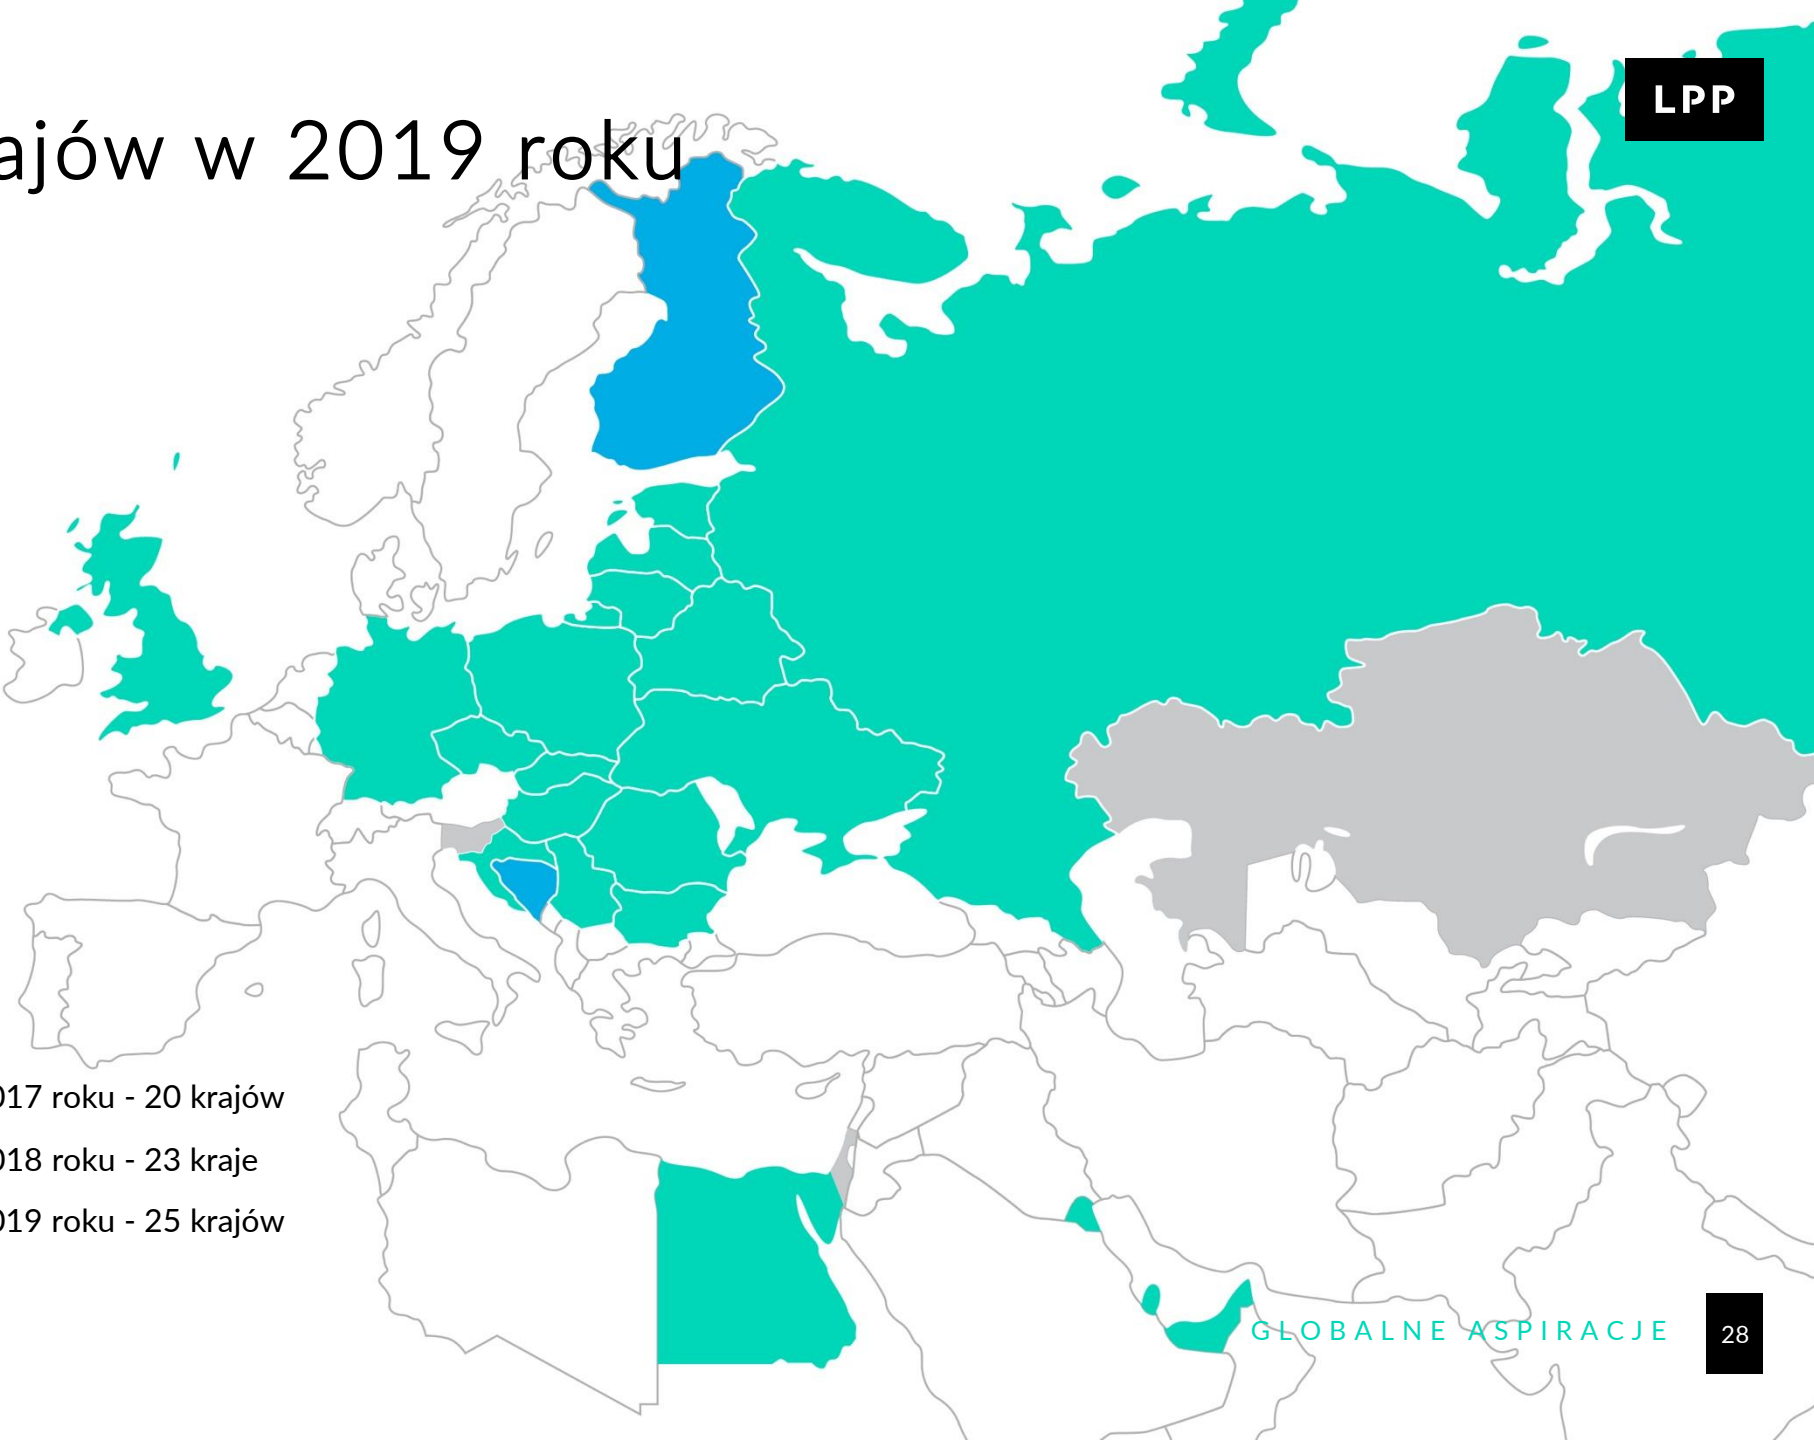 LPP
ajów w 2019 roku
017 roku - 20 krajów
018 roku - 23 kraje
019 roku - 25 krajów
GLOBALNE ASPIRACJE
28